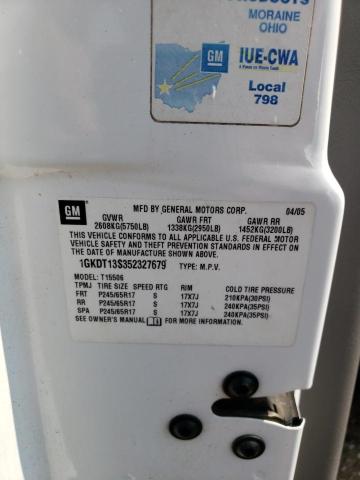 PRODUCTS
MORAINE
OHIO
GM
IUE-CWA
Local
798
GM
MFD BY GENERAL MOTORS CORP. 04/05
GVWR GAWR FRT GAWR RR
2608KG(5750LB) 1338KG(2950LB) 1452KG(3200LB)
THIS VEHICLE CONFORMS TO ALL APPLICABLE U.S. FEDERAL MOTOR
VEHICLE SAFETY AND THEFT PREVENTION STANDARDS IN EFFECT ON
THE DATE OF MANUFACTURE SHOWN ABOVE.
1GKDT13S352327679 TYPE: M.P.V.
MODEL: T15506
TPMJ TIRE SIZE SPEED RTG RIM COLD TIRE PRESSURE
FRT P245/65R17 S 17X7J 210KPA(30PSI)
RR P245/65R17 S 17X7J 240KPA(35PSI)
SPA P245/65R17 S 17X7J 240KPA(35PSI)
SEE OWNER'S MANUAL FOR ADDITIONAL INFORMATION.